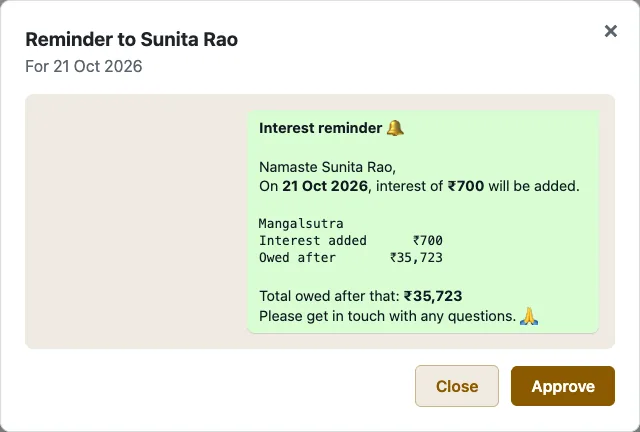 Reminder to Sunita Rao
For 21 Oct 2026
Interest reminder 🔔
Namaste Sunita Rao,
On 21 Oct 2026, interest of ₹700 will be added.
Mangalsutra
Interest added ₹700
Owed after ₹35,723
Total owed after that: ₹35,723
Please get in touch with any questions. 🙏
Close
Approve